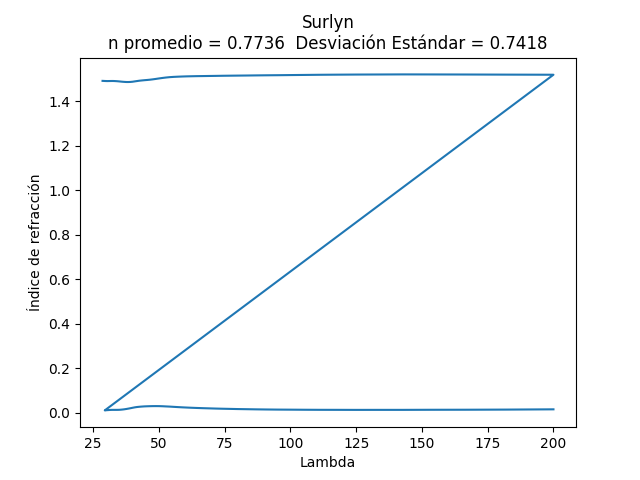 Surlyn
n promedio = 0.7736  Desviación Estándar = 0.7418
Índice de refracción
1.4
1.2
1.0
0.8
0.6
0.4
0.2
0.0
25 50 75 100 125 150 175 200
Lambda